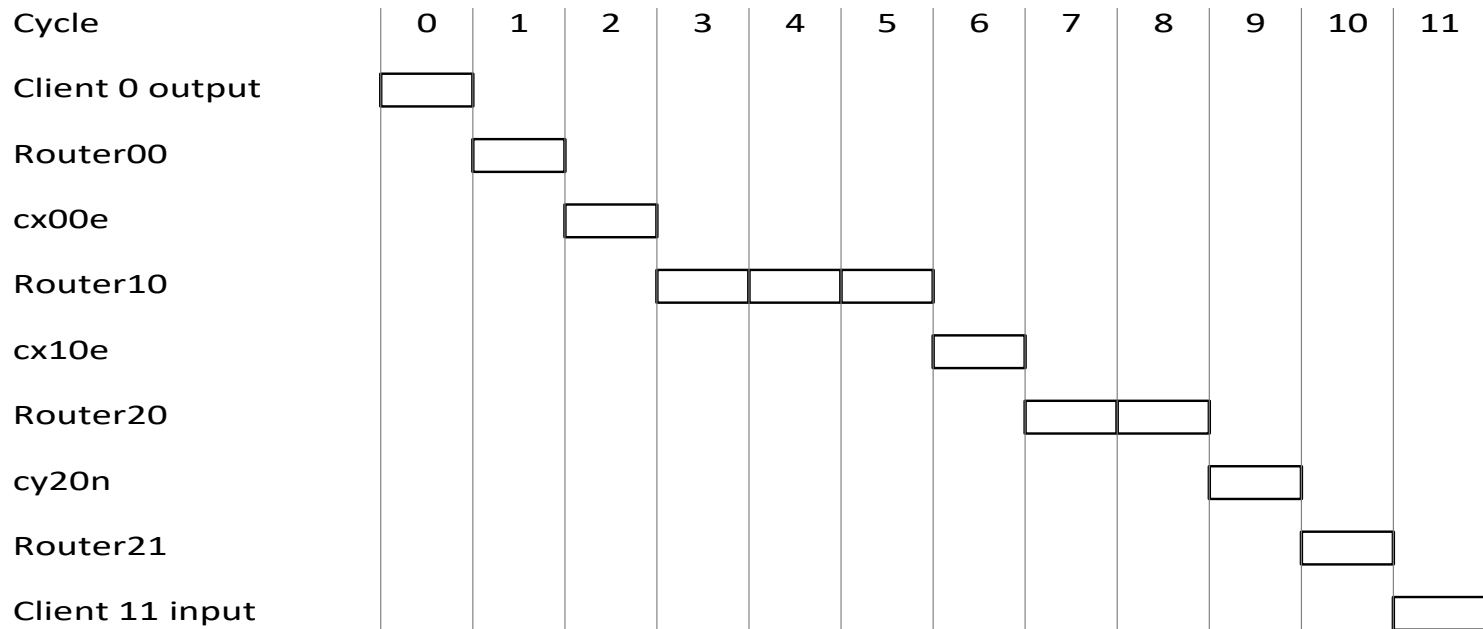 Cycle 0 1 2 3 4 5 6 7 8 9 10 11
Client 0 output
Router00
cx00e
Router10
cx10e
Router20
cy20n
Router21
Client 11 input